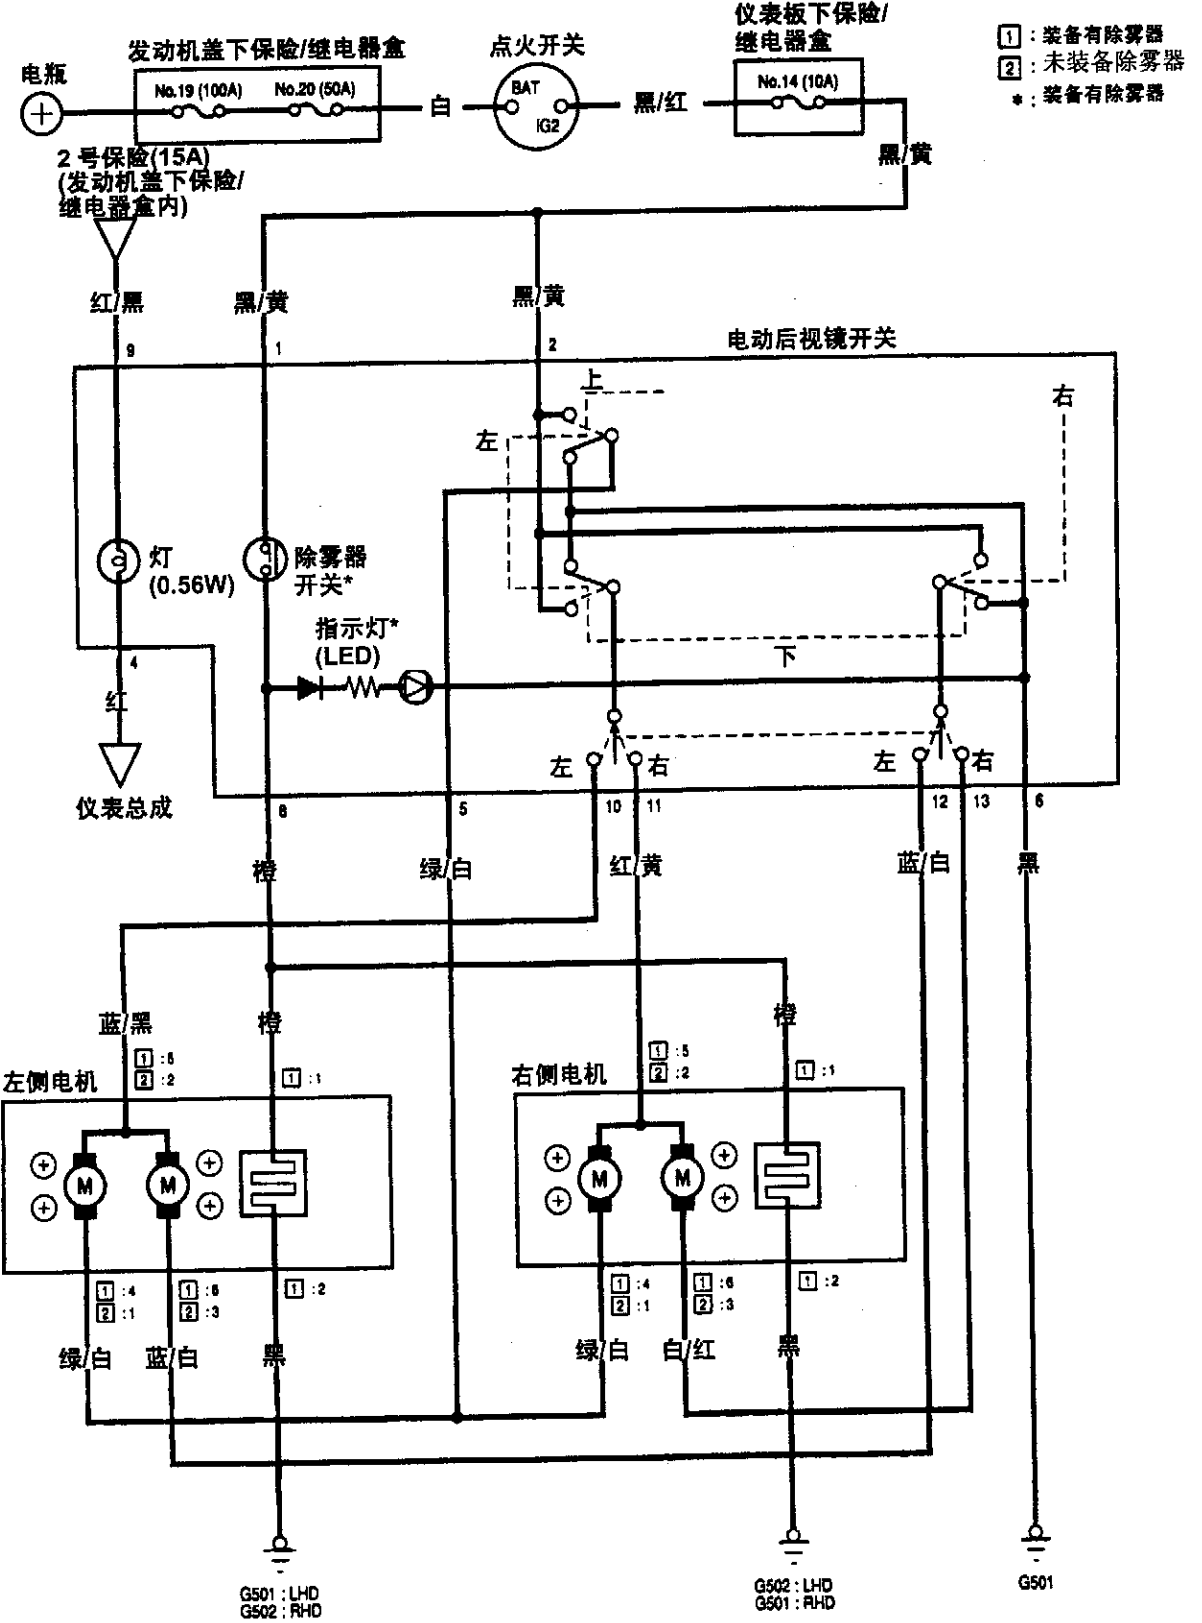 仪表板下保险/
继电器盒
发动机盖下保险/继电器盒
点火开关
1 : 装备有除雾器
2 : 未装备除雾器
* : 装备有除雾器
电瓶
No.19 (100A)
No.20 (50A)
BAT
IG2
No.14 (10A)
白
黑/红
黑/黄
2 号保险(15A)
(发动机盖下保险/
继电器盒内)
红/黑
黑/黄
黑/黄
9
1
2
电动后视镜开关
上
右
左
灯
(0.56W)
除雾器
开关*
指示灯*
(LED)
下
4
红
左
右
左
右
仪表总成
6
5
10
11
12
13
6
橙
绿/白
红/黄
蓝/白
黑
蓝/黑
橙
橙
1 :5
2 :2
1 :1
1 :5
2 :2
1 :1
左侧电机
右侧电机
M
M
M
M
1 :4
2 :1
1 :6
2 :3
1 :2
1 :4
2 :1
1 :6
2 :3
1 :2
绿/白
蓝/白
黑
绿/白
白/红
黑
G501 : LHD
G502 : RHD
G502 : LHD
G501 : RHD
G501